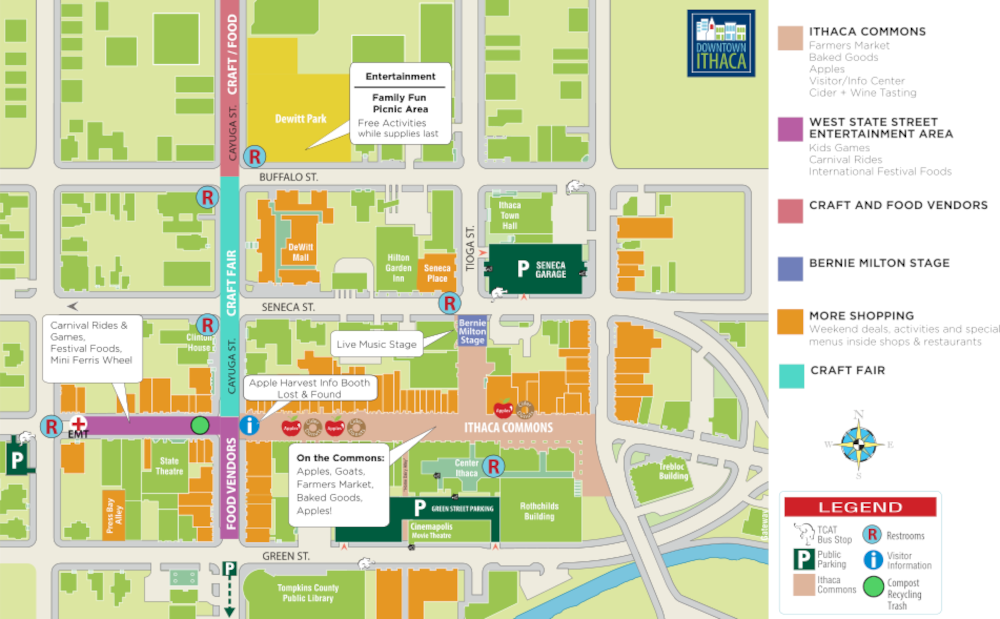 CRAFT / FOOD
CAYUGA ST.
DOWNTOWN
ITHACA
Entertainment
Family Fun
Picnic Area
Free Activities
while supplies last
Dewitt Park
R
BUFFALO ST.
R
CRAFT FAIR
DeWitt
Mall
Hilton
Garden
Inn
Seneca
Place
TIOGA ST.
Ithaca
Town
Hall
P SENECA
GARAGE
R
SENECA ST.
Carnival Rides &
Games,
Festival Foods,
Mini Ferris Wheel
R
Clinton
House
CAYUGA ST.
Live Music Stage
Bernie
Milton
Stage
Apple Harvest Info Booth
Lost & Found
R
EMT
i
Apples
Apples
Apples
ITHACA COMMONS
P
State
Theatre
Press Bay
Alley
FOOD VENDORS
On the Commons:
Apples, Goats,
Farmers Market,
Baked Goods,
Apples!
Center
Ithaca
R
Trebloc
Building
P GREEN STREET PARKING
Cinemapolis
Movie Theatre
Rothchilds
Building
Gateway
GREEN ST.
P
Tompkins County
Public Library
ITHACA COMMONS
Farmers Market
Baked Goods
Apples
Visitor/Info Center
Cider + Wine Tasting
WEST STATE STREET
ENTERTAINMENT AREA
Kids Games
Carnival Rides
International Festival Foods
CRAFT AND FOOD VENDORS
BERNIE MILTON STAGE
MORE SHOPPING
Weekend deals, activities and special
menus inside shops & restaurants
CRAFT FAIR
N
W
E
S
LEGEND
TCAT
Bus Stop
R Restrooms
P Public
Parking
i Visitor
Information
Ithaca
Commons
Compost
Recycling
Trash